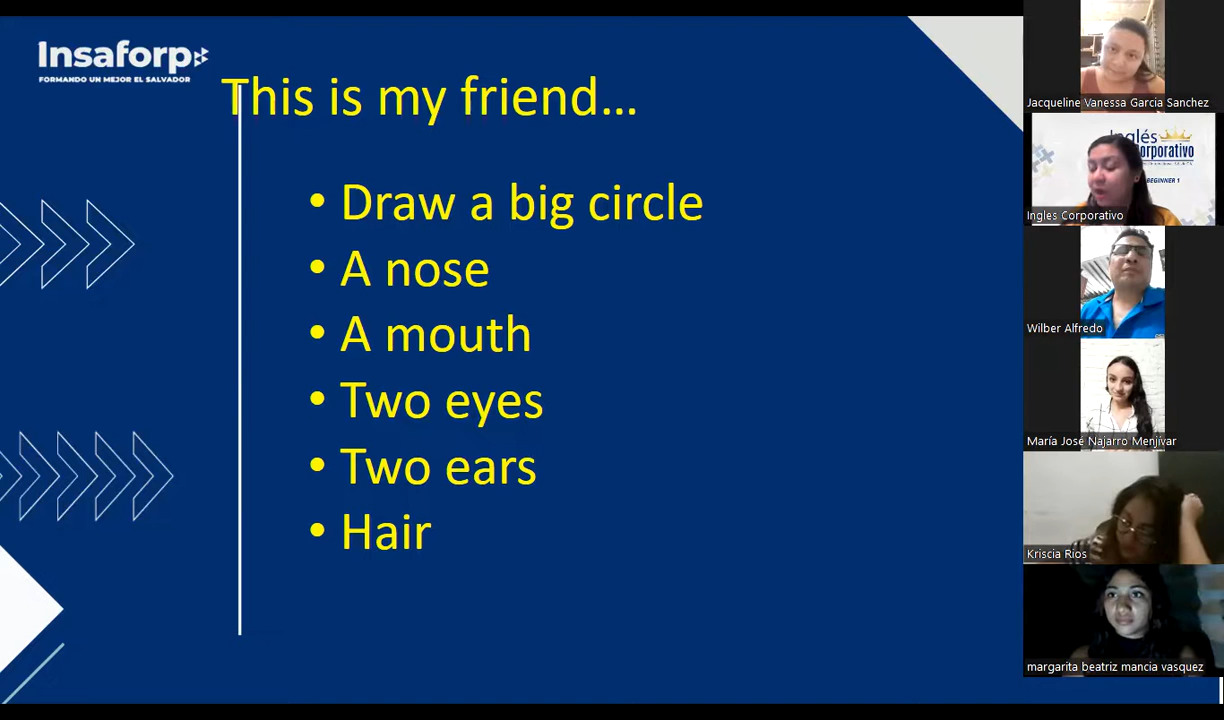 Insaforp
FORMANDO UN MEJOR EL SALVADOR
This is my friend...
• Draw a big circle
• A nose
• A mouth
• Two eyes
• Two ears
• Hair
Jacqueline Vanessa Garcia Sanchez
Inglés
Corporativo
BEGINNER 1
Ingles Corporativo
Wilber Alfredo
María José Najarro Menjivar
Kriscia Rios
margarita beatriz mancia vasquez